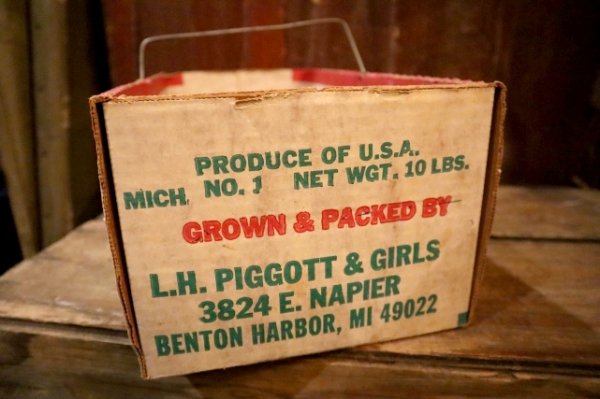 PRODUCE OF U.S.A.
MICH. NO. 1 NET WGT. 10 LBS.
GROWN & PACKED BY
L.H. PIGGOTT & GIRLS
3824 E. NAPIER
BENTON HARBOR, MI 49022